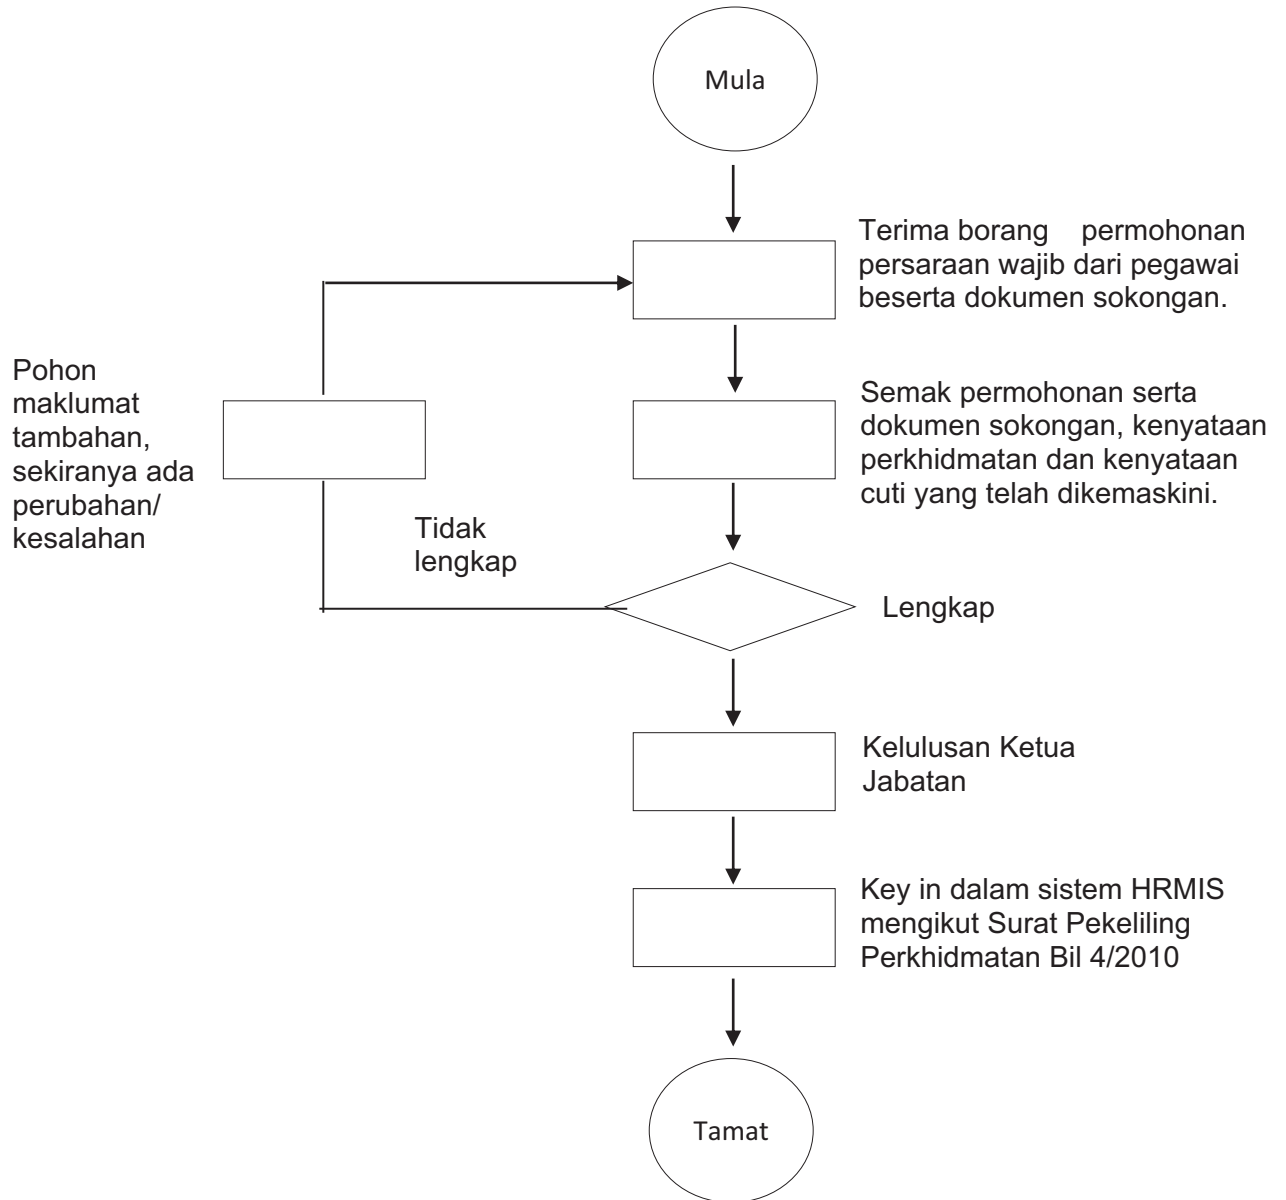 Mula
Terima borang permohonan
persaraan wajib dari pegawai
beserta dokumen sokongan.
Pohon
maklumat
tambahan,
sekiranya ada
perubahan/
kesalahan
Semak permohonan serta
dokumen sokongan, kenyataan
perkhidmatan dan kenyataan
cuti yang telah dikemaskini.
Tidak
lengkap
Lengkap
Kelulusan Ketua
Jabatan
Key in dalam sistem HRMIS
mengikut Surat Pekeliling
Perkhidmatan Bil 4/2010
Tamat